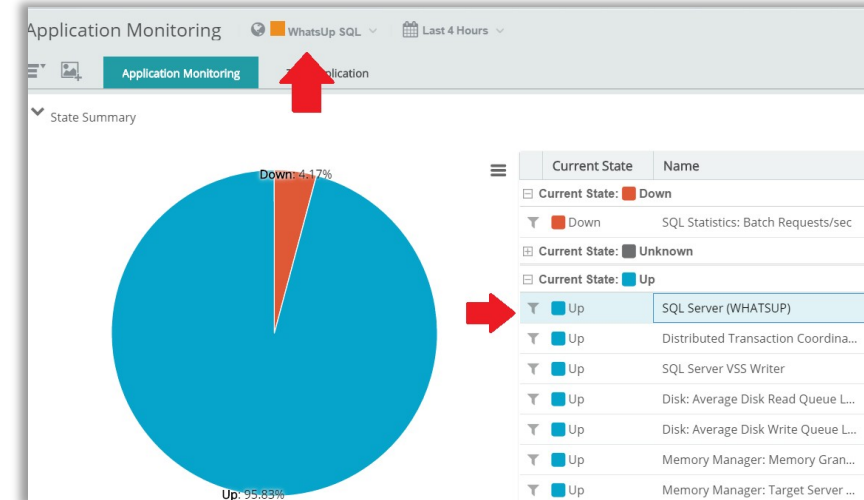 Application Monitoring WhatsUp SQL Last 4 Hours
Application Monitoring
State Summary
Down: 4.17%
Up: 95.83%
Current State Name
Current State: Down
Down SQL Statistics: Batch Requests/sec
Current State: Unknown
Current State: Up
Up SQL Server (WHATSUP)
Up Distributed Transaction Coordina...
Up SQL Server VSS Writer
Up Disk: Average Disk Read Queue L...
Up Disk: Average Disk Write Queue L...
Up Memory Manager: Memory Gran...
Up Memory Manager: Target Server ...